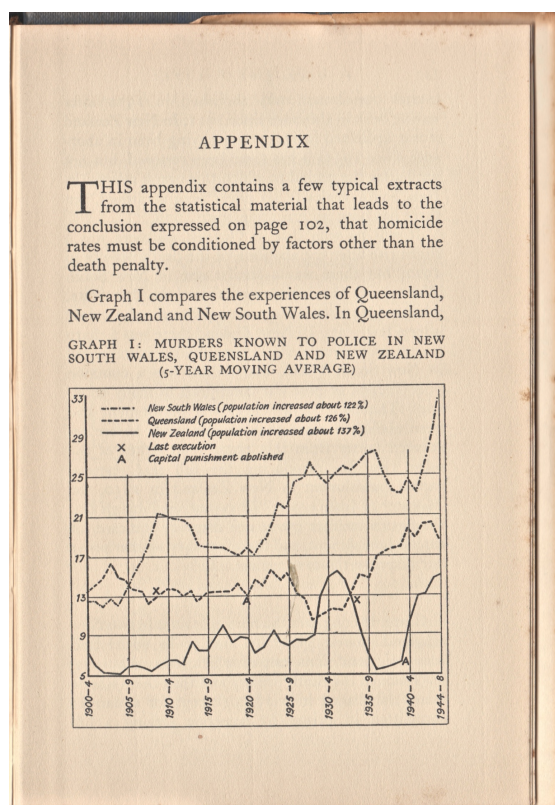 APPENDIX
THIS appendix contains a few typical extracts
from the statistical material that leads to the
conclusion expressed on page 102, that homicide
rates must be conditioned by factors other than the
death penalty.
Graph I compares the experiences of Queensland,
New Zealand and New South Wales. In Queensland,
GRAPH I: MURDERS KNOWN TO POLICE IN NEW
SOUTH WALES, QUEENSLAND AND NEW ZEALAND
(5-YEAR MOVING AVERAGE)
New South Wales (population increased about 122%)
Queensland (population increased about 126%)
New Zealand (population increased about 137%)
X Last execution
A Capital punishment abolished
33
29
25
21
17
13
9
5
X
A
X
A
1900-4
1905-9
1910-4
1915-9
1920-4
1925-9
1930-4
1935-9
1940-4
1944-8